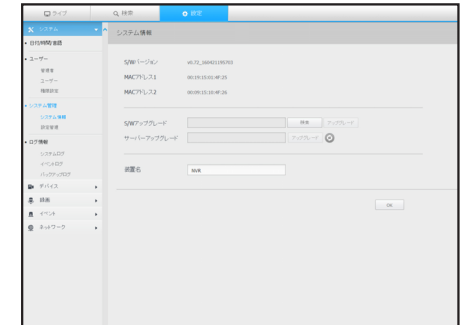 ライブ
検索
設定
システム
システム情報
日付/時間/言語
ユーザー
管理者
ユーザー
権限設定
システム管理
システム情報
設定管理
ログ情報
システムログ
イベントログ
バックアップログ
デバイス
録画
イベント
ネットワーク
S/Wバージョン
MACアドレス1
MACアドレス2
S/Wアップグレード
検索
アップグレード
サーバーアップグレード
アップグレード
装置名
NVR
OK